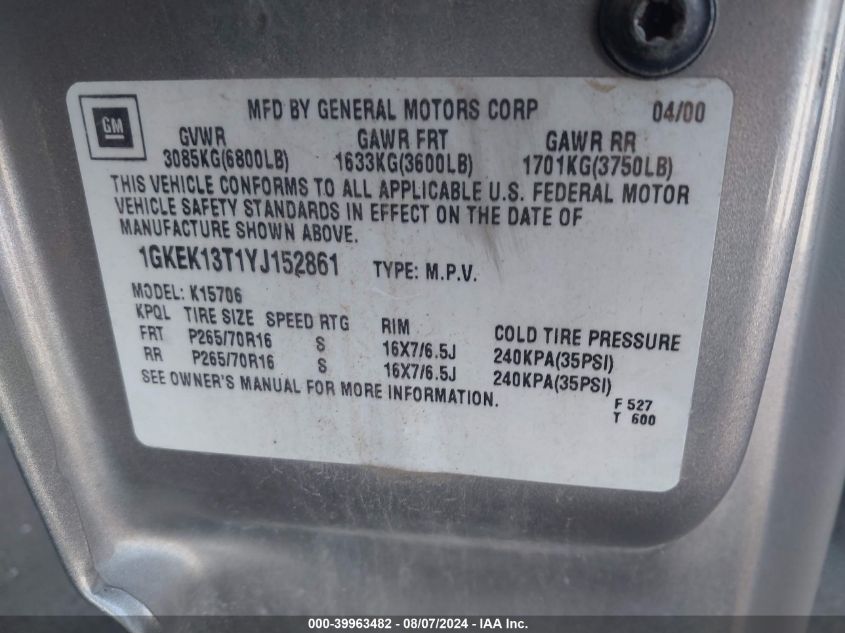 MFD BY GENERAL MOTORS CORP 04/00
GM
GVWR GAWR FRT GAWR RR
3085KG(6800LB) 1633KG(3600LB) 1701KG(3750LB)
THIS VEHICLE CONFORMS TO ALL APPLICABLE U.S. FEDERAL MOTOR
VEHICLE SAFETY STANDARDS IN EFFECT ON THE DATE OF
MANUFACTURE SHOWN ABOVE.
1GKEK13T1YJ152861 TYPE: M.P.V.
MODEL: K15706
KPQL TIRE SIZE SPEED RTG RIM COLD TIRE PRESSURE
FRT P265/70R16 S 16X7/6.5J 240KPA(35PSI)
RR P265/70R16 S 16X7/6.5J 240KPA(35PSI)
SEE OWNER'S MANUAL FOR MORE INFORMATION.
F 527
T 600
000-39963482 - 08/07/2024 - IAA Inc.